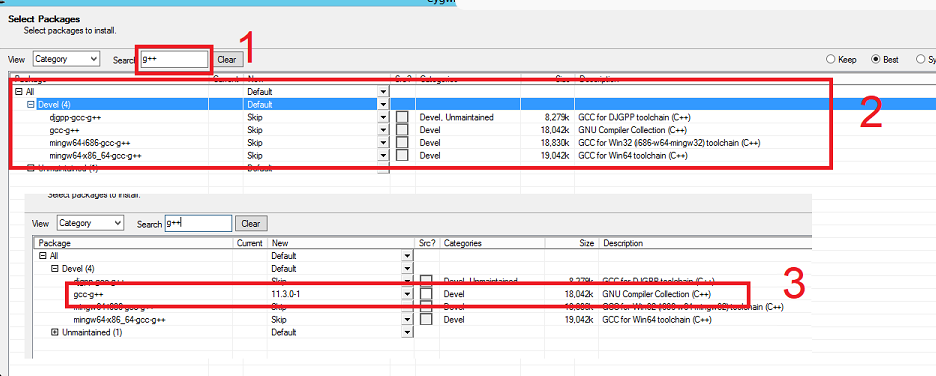 Cygwi
Select Packages
Select packages to install.
1
View Category Search g++ Clear Keep Best Sy
Package Current New Src? Categories Size Description
All Default
Devel (4) Default
djgpp-gcc-g++ Skip Devel, Unmaintained 8,279k GCC for DJGPP toolchain (C++)
gcc-g++ Skip Devel 18,042k GNU Compiler Collection (C++)
mingw64-i686-gcc-g++ Skip Devel 18,830k GCC for Win32 (i686-w64-mingw32) toolchain (C++)
mingw64-x86_64-gcc-g++ Skip Devel 19,042k GCC for Win64 toolchain (C++)
Unmaintained (1) Default
2
Select packages to install.
View Category Search g++ Clear
Package Current New Src? Categories Size Description
All Default
Devel (4) Default
djgpp-gcc-g++ Skip Devel, Unmaintained 8,279k GCC for DJGPP toolchain (C++)
gcc-g++ 11.3.0-1 Devel 18,042k GNU Compiler Collection (C++)
3
mingw64-i686-gcc-g++ Skip Devel 18,830k GCC for Win32 (i686-w64-mingw32) toolchain (C++)
mingw64-x86_64-gcc-g++ Skip Devel 19,042k GCC for Win64 toolchain (C++)
Unmaintained (1) Default